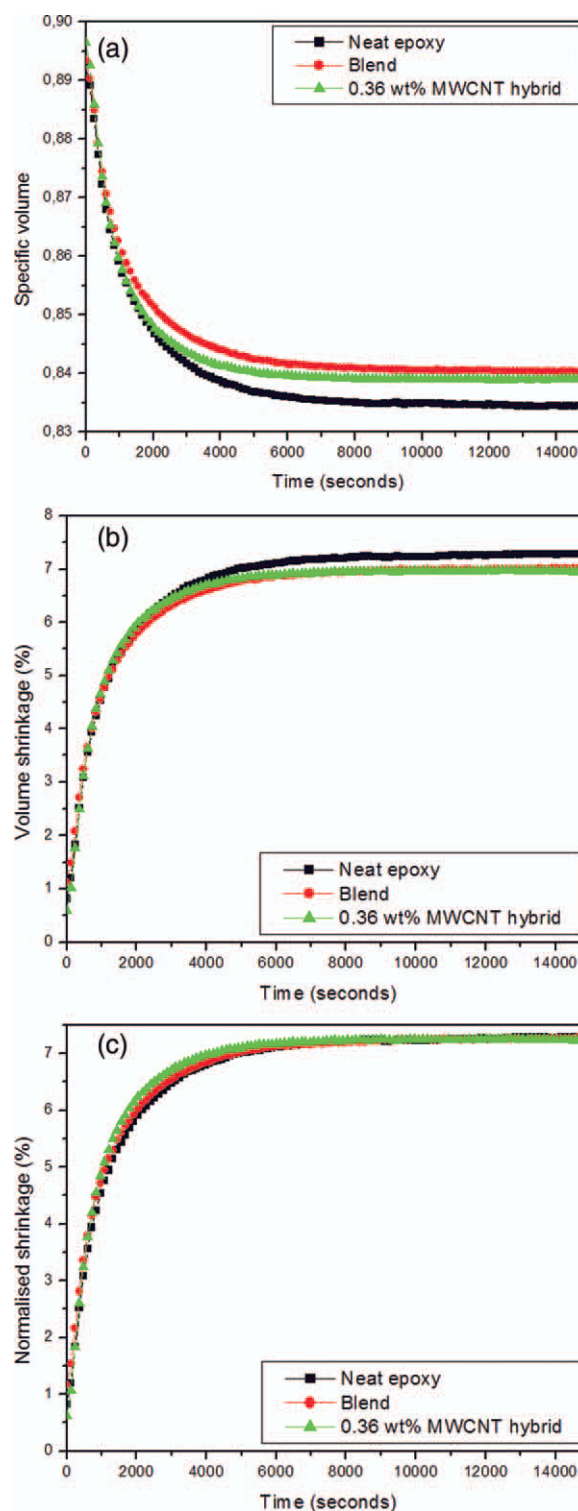 (a)
Neat epoxy
Blend
0.36 wt% MWCNT hybrid
0,90
0,89
0,88
0,87
0,86
0,85
0,84
0,83
Specific volume
0 2000 4000 6000 8000 10000 12000 14000
Time (seconds)
(b)
8
7
6
5
4
3
2
1
0
Volume shrinkage (%)
Neat epoxy
Blend
0.36 wt% MWCNT hybrid
0 2000 4000 6000 8000 10000 12000 14000
Time (seconds)
(c)
7
6
5
4
3
2
1
0
Normalised shrinkage (%)
Neat epoxy
Blend
0.36 wt% MWCNT hybrid
0 2000 4000 6000 8000 10000 12000 14000
Time (seconds)